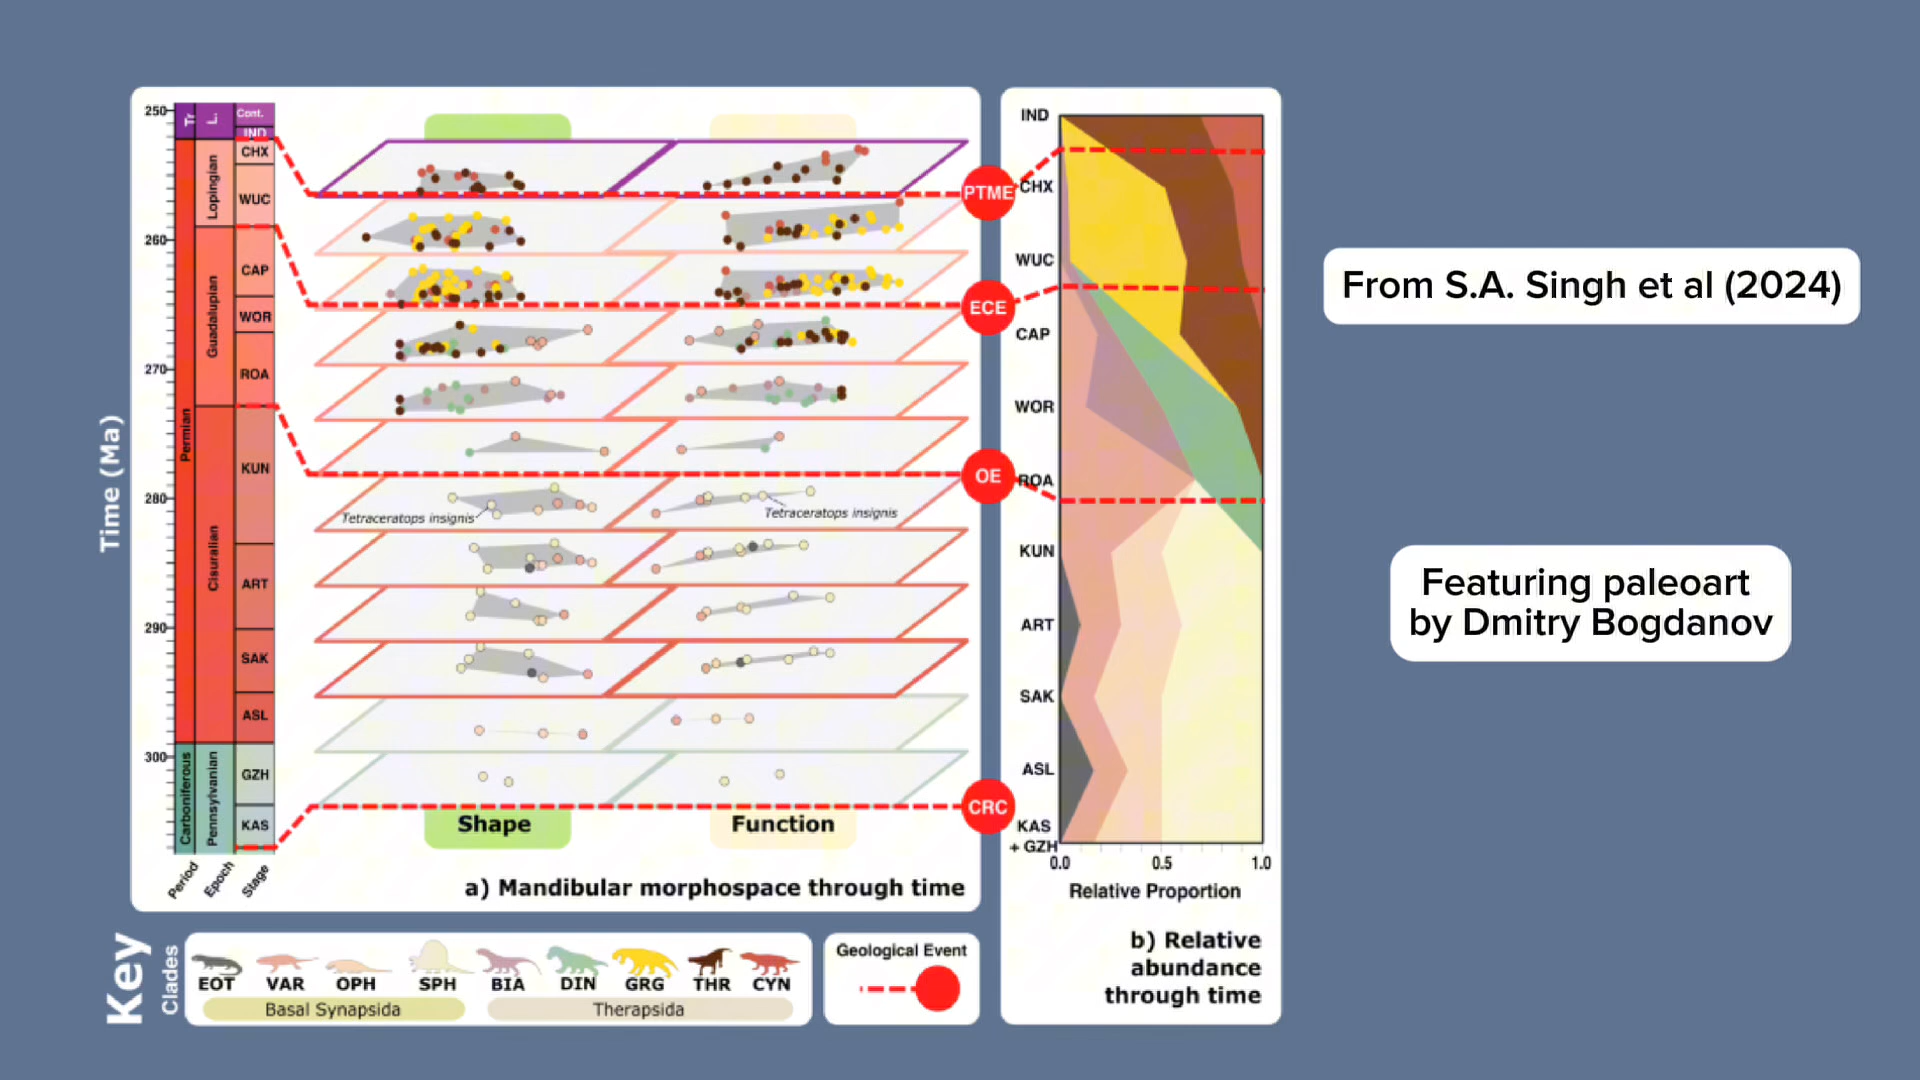 250
260
270
280
290
300
Time (Ma)
Tr
L.
Cont.
IND
CHX
WUC
CAP
WOR
ROA
KUN
ART
SAK
ASL
GZH
KAS
Lopingian
Guadalupian
Cisuralian
Pennsylvanian
Permian
Carboniferous
Period
Epoch
Stage
Tetraceratops insignis
Tetraceratops insignis
Shape
Function
a) Mandibular morphospace through time
PTME
ECE
OE
CRC
IND
CHX
WUC
CAP
WOR
ROA
KUN
ART
SAK
ASL
KAS
+ GZH
0.0 0.5 1.0
Relative Proportion
b) Relative
abundance
through time
From S.A. Singh et al (2024)
Featuring paleoart
by Dmitry Bogdanov
Key
Clades
EOT VAR OPH SPH BIA DIN GRG THR CYN
Basal Synapsida Therapsida
Geological Event